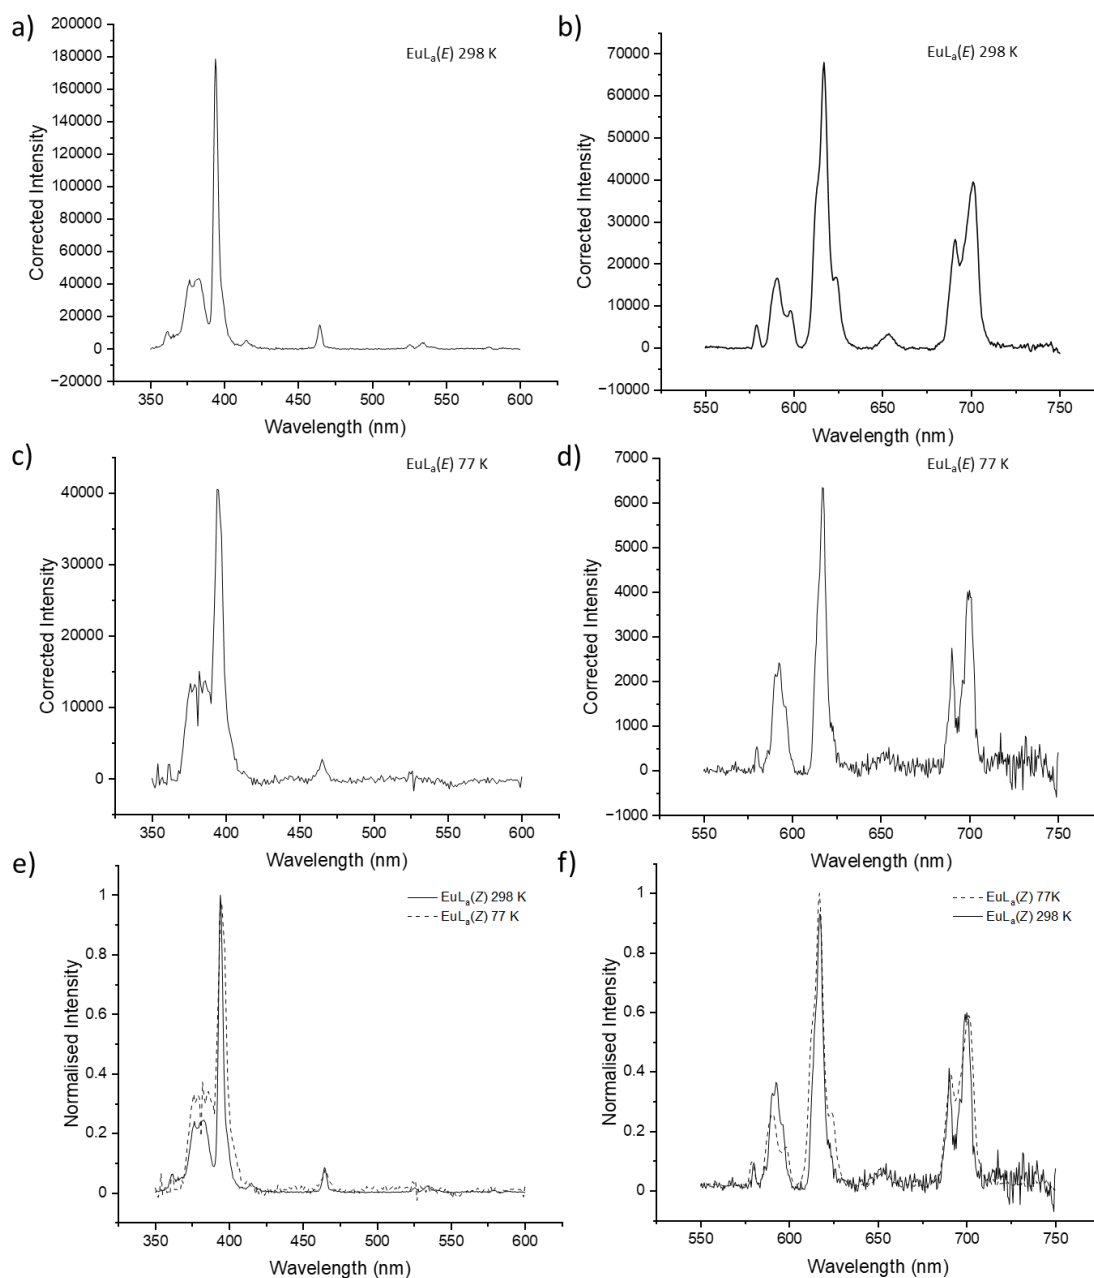 a)
EuLa(E) 298 K
200000
180000
160000
140000
120000
100000
80000
60000
40000
20000
0
−20000
Corrected Intensity
350 400 450 500 550 600
Wavelength (nm)
b)
EuLa(E) 298 K
70000
60000
50000
40000
30000
20000
10000
0
−10000
Corrected Intensity
550 600 650 700 750
Wavelength (nm)
c)
EuLa(E) 77 K
40000
30000
20000
10000
0
Corrected Intensity
350 400 450 500 550 600
Wavelength (nm)
d)
EuLa(E) 77 K
7000
6000
5000
4000
3000
2000
1000
0
−1000
Corrected Intensity
550 600 650 700 750
Wavelength (nm)
e)
EuLa(Z) 298 K
EuLa(Z) 77 K
1
0.8
0.6
0.4
0.2
0
Normalised Intensity
350 400 450 500 550 600
Wavelength (nm)
f)
EuLa(Z) 77K
EuLa(Z) 298 K
1
0.8
0.6
0.4
0.2
0
Normalised Intensity
550 600 650 700 750
Wavelength (nm)